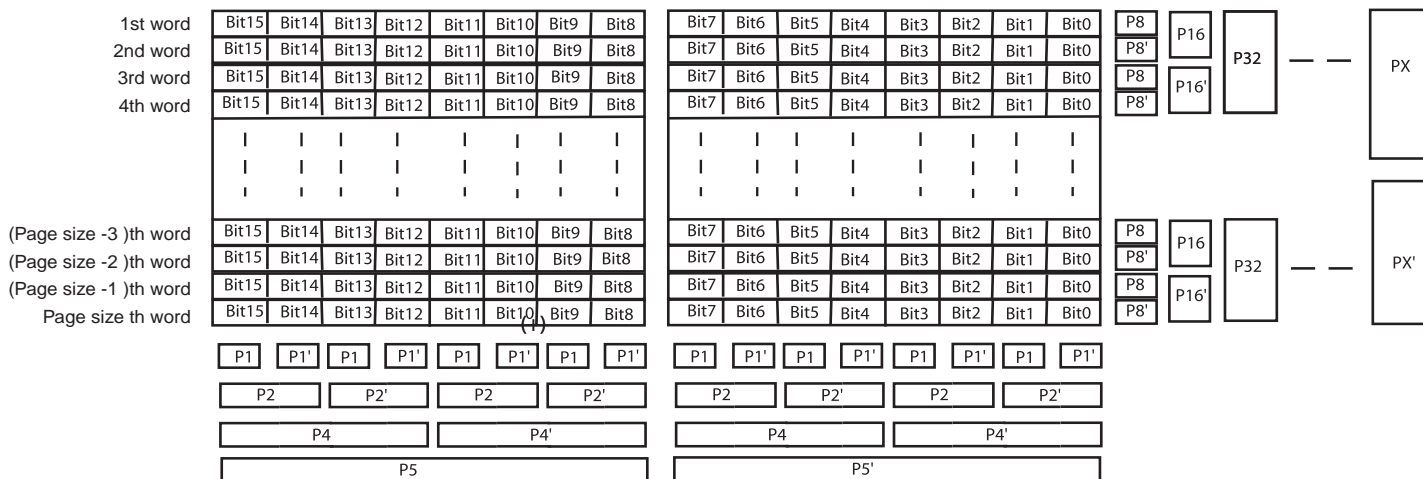 1st word Bit15 Bit14 Bit13 Bit12 Bit11 Bit10 Bit9 Bit8 Bit7 Bit6 Bit5 Bit4 Bit3 Bit2 Bit1 Bit0 P8
P16
2nd word Bit15 Bit14 Bit13 Bit12 Bit11 Bit10 Bit9 Bit8 Bit7 Bit6 Bit5 Bit4 Bit3 Bit2 Bit1 Bit0 P8'
P32 PX
3rd word Bit15 Bit14 Bit13 Bit12 Bit11 Bit10 Bit9 Bit8 Bit7 Bit6 Bit5 Bit4 Bit3 Bit2 Bit1 Bit0 P8
P16'
4th word Bit15 Bit14 Bit13 Bit12 Bit11 Bit10 Bit9 Bit8 Bit7 Bit6 Bit5 Bit4 Bit3 Bit2 Bit1 Bit0 P8'
(Page size -3 )th word Bit15 Bit14 Bit13 Bit12 Bit11 Bit10 Bit9 Bit8 Bit7 Bit6 Bit5 Bit4 Bit3 Bit2 Bit1 Bit0 P8
P16
(Page size -2 )th word Bit15 Bit14 Bit13 Bit12 Bit11 Bit10 Bit9 Bit8 Bit7 Bit6 Bit5 Bit4 Bit3 Bit2 Bit1 Bit0 P8'
P32 PX'
(Page size -1 )th word Bit15 Bit14 Bit13 Bit12 Bit11 Bit10 Bit9 Bit8 Bit7 Bit6 Bit5 Bit4 Bit3 Bit2 Bit1 Bit0 P8
P16'
Page size th word Bit15 Bit14 Bit13 Bit12 Bit11 Bit10 Bit9 Bit8 Bit7 Bit6 Bit5 Bit4 Bit3 Bit2 Bit1 Bit0 P8'
P1 P1' P1 P1' P1 P1' P1 P1' P1 P1' P1 P1' P1 P1' P1 P1'
P2 P2' P2 P2' P2 P2' P2 P2'
P4 P4' P4 P4'
P5 P5'